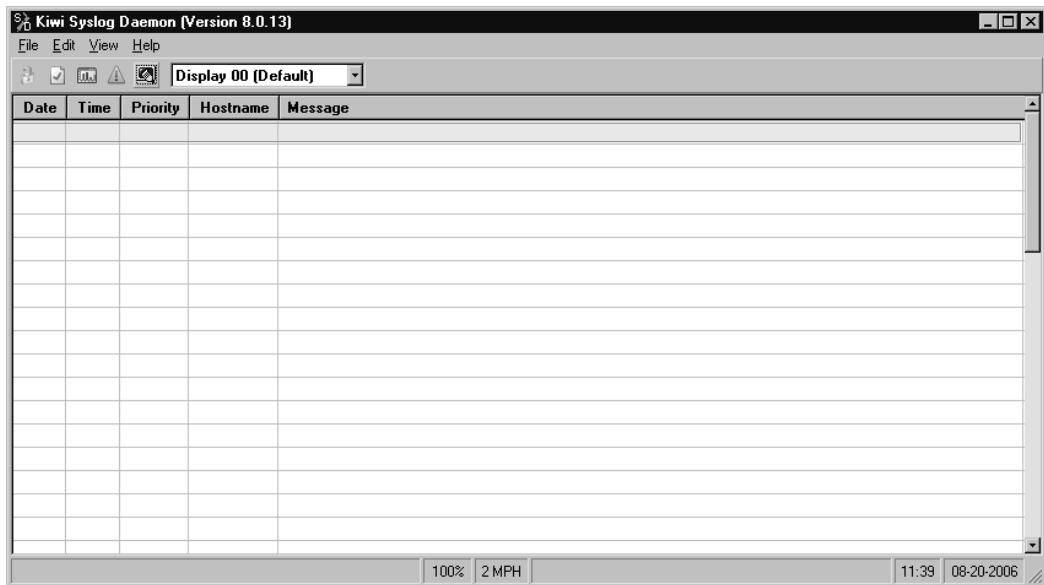 Kiwi Syslog Daemon (Version 8.0.13)
File Edit View Help
Display 00 (Default)
Date Time Priority Hostname Message
100% 2 MPH 11:39 08-20-2006